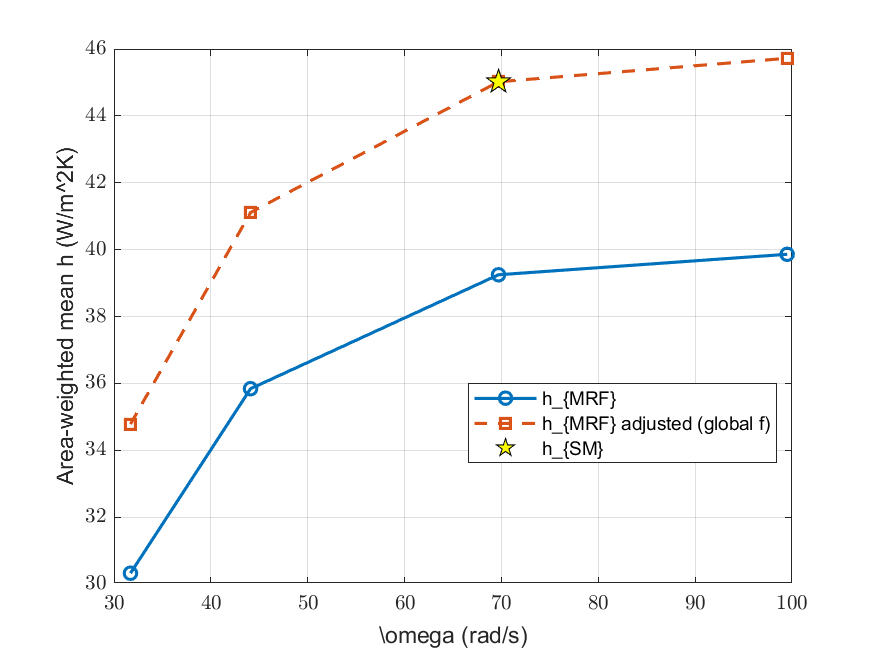 46
44
42
40
38
36
34
32
30
30 40 50 60 70 80 90 100
Area-weighted mean h (W/m^2K)
\omega (rad/s)
h_{MRF}
h_{MRF} adjusted (global f)
h_{SM}